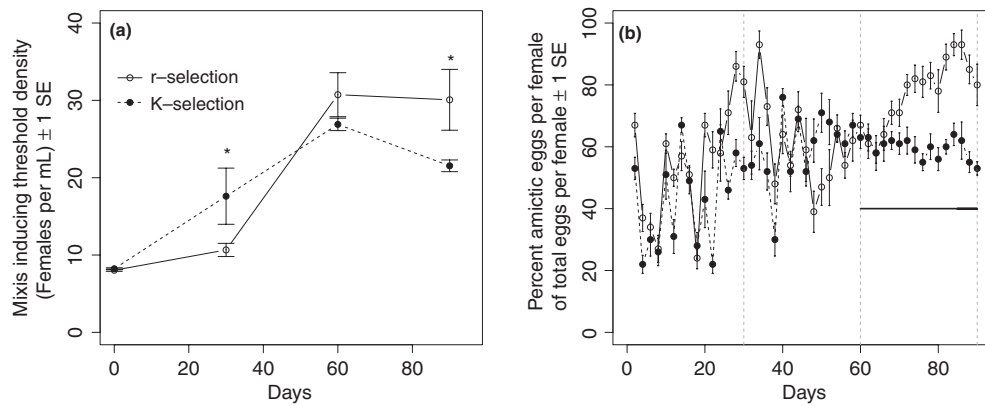 (a)
Mixis inducing threshold density
(Females per mL) ± 1 SE
40
30
20
10
0
r–selection
K–selection
*
*
0 20 40 60 80
Days
(b)
Percent amictic eggs per female
of total eggs per female ± 1 SE
100
80
60
40
20
0
0 20 40 60 80
Days